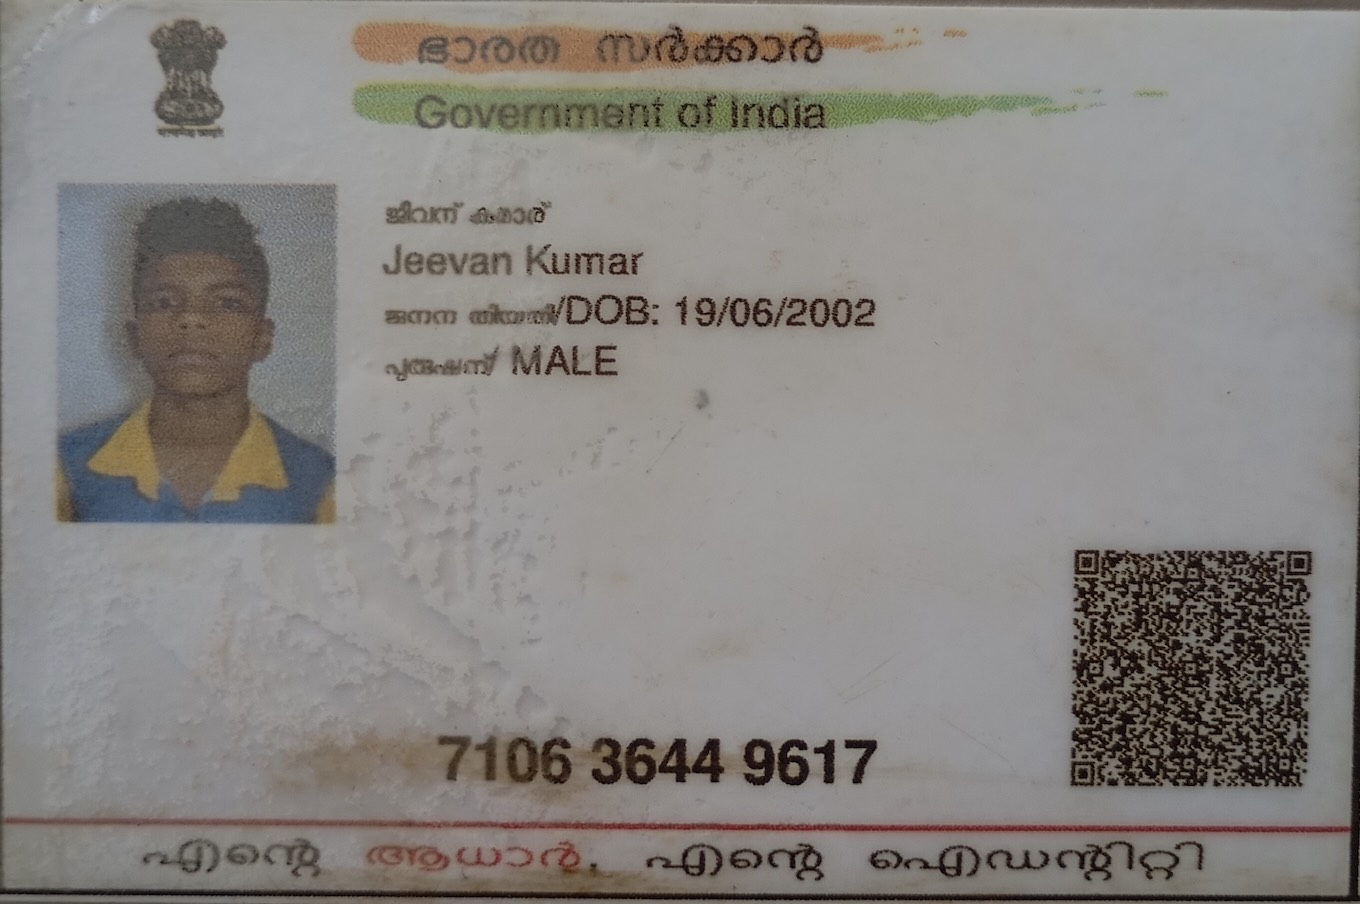 ഭാരത സർക്കാർ
Government of India
ജീവന് കുമാര്
Jeevan Kumar
ജനന തീയതി/DOB: 19/06/2002
പുരുഷന്/ MALE
7106 3644 9617
എന്റെ ആധാർ, എന്റെ ഐഡന്റിറ്റി